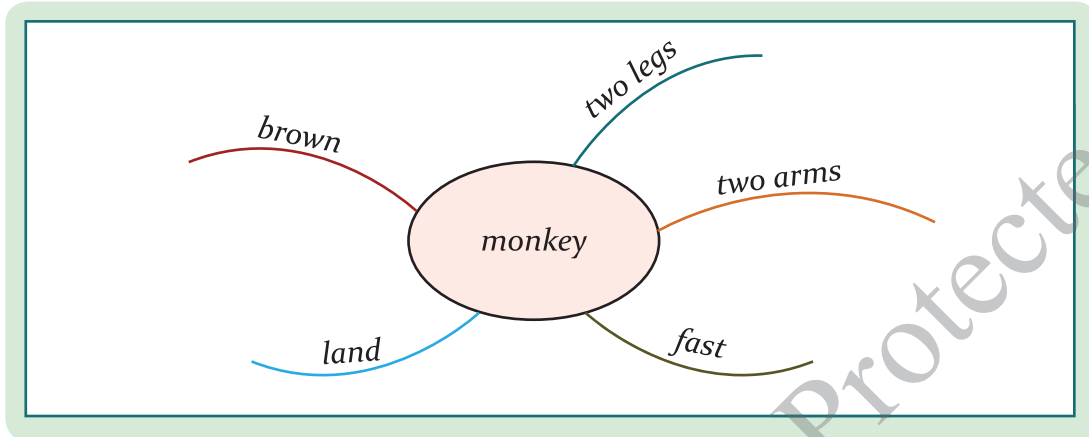 two legs
brown
two arms
monkey
land
fast
Protecte